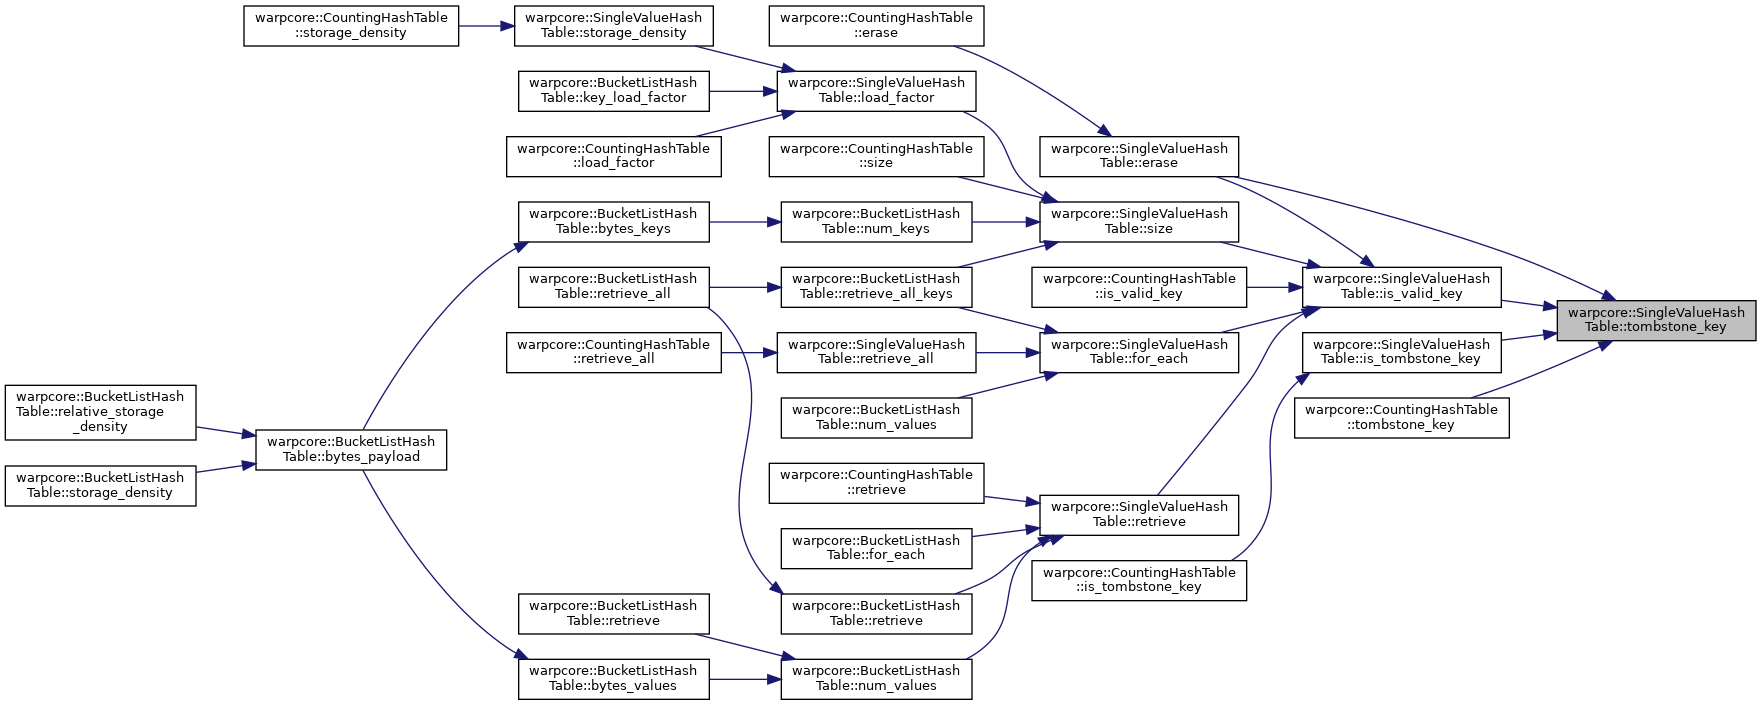 warpcore::CountingHashTable
::storage_density
warpcore::SingleValueHash
Table::storage_density
warpcore::CountingHashTable
::erase
warpcore::BucketListHash
Table::key_load_factor
warpcore::SingleValueHash
Table::load_factor
warpcore::CountingHashTable
::load_factor
warpcore::CountingHashTable
::size
warpcore::SingleValueHash
Table::erase
warpcore::BucketListHash
Table::bytes_keys
warpcore::BucketListHash
Table::num_keys
warpcore::SingleValueHash
Table::size
warpcore::BucketListHash
Table::retrieve_all
warpcore::BucketListHash
Table::retrieve_all_keys
warpcore::CountingHashTable
::is_valid_key
warpcore::SingleValueHash
Table::is_valid_key
warpcore::SingleValueHash
Table::tombstone_key
warpcore::CountingHashTable
::retrieve_all
warpcore::SingleValueHash
Table::retrieve_all
warpcore::SingleValueHash
Table::for_each
warpcore::SingleValueHash
Table::is_tombstone_key
warpcore::BucketListHash
Table::relative_storage
_density
warpcore::BucketListHash
Table::num_values
warpcore::CountingHashTable
::tombstone_key
warpcore::BucketListHash
Table::bytes_payload
warpcore::BucketListHash
Table::storage_density
warpcore::CountingHashTable
::retrieve
warpcore::SingleValueHash
Table::retrieve
warpcore::BucketListHash
Table::for_each
warpcore::CountingHashTable
::is_tombstone_key
warpcore::BucketListHash
Table::retrieve
warpcore::BucketListHash
Table::retrieve
warpcore::BucketListHash
Table::bytes_values
warpcore::BucketListHash
Table::num_values